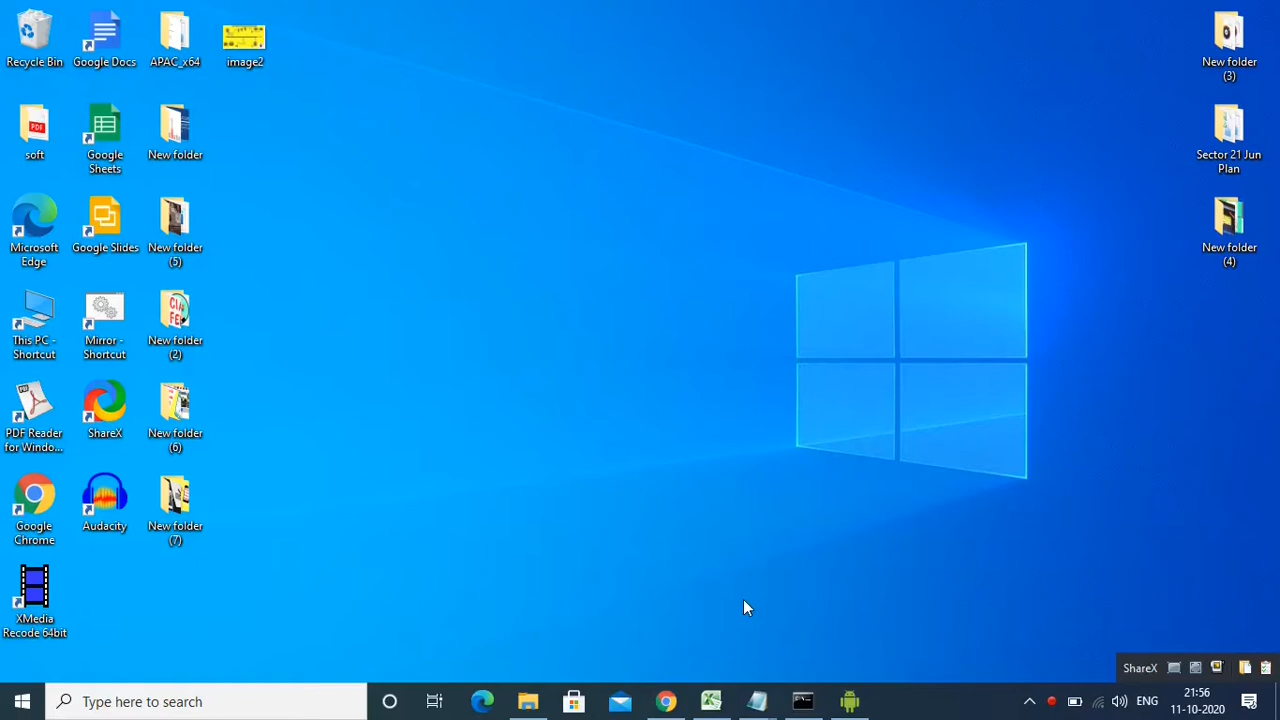 Recycle Bin
Google Docs
APAC_x64
image2
New folder
(3)
soft
PDF
Google
Sheets
New folder
Sector 21 Jun
Plan
Microsoft
Edge
Google Slides
New folder
(5)
New folder
(4)
This PC -
Shortcut
Mirror -
Shortcut
New folder
(2)
PDF Reader
for Windo...
ShareX
New folder
(6)
Google
Chrome
Audacity
New folder
(7)
XMedia
Recode 64bit
ShareX
Type here to search
ENG
21:56
11-10-2020